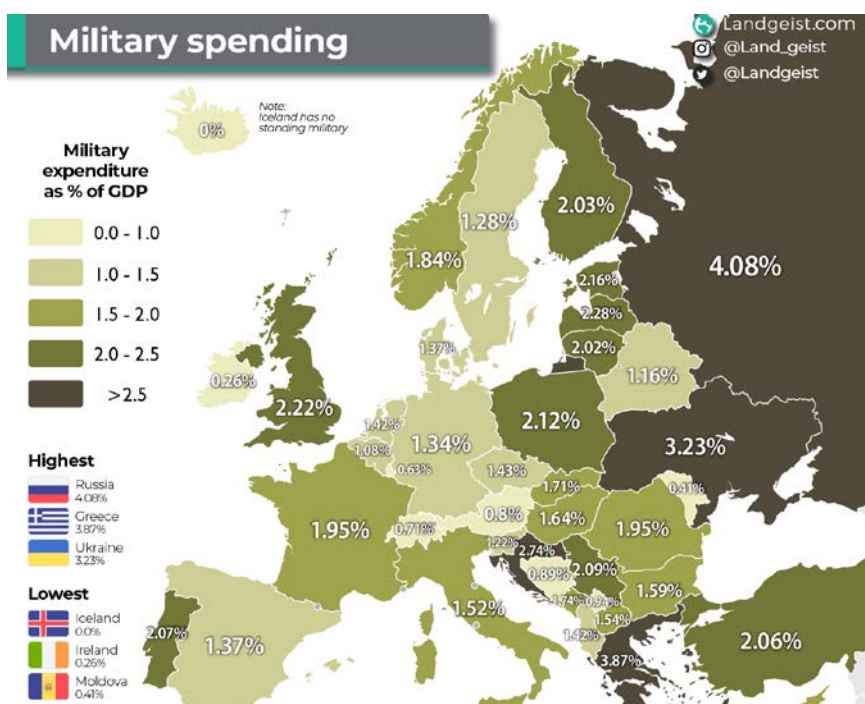 Military spending
Landgeist.com
@Land_geist
@Landgeist
Note:
Iceland has no
standing military
0%
Military
expenditure
as % of GDP
0.0 - 1.0
1.0 - 1.5
1.5 - 2.0
2.0 - 2.5
>2.5
2.03%
1.28%
1.84%
4.08%
2.16%
2.28%
2.02%
1.37%
1.16%
0.26%
2.22%
1.42%
1.34%
2.12%
1.08%
0.63%
3.23%
1.43%
1.71%
0.41%
0.8%
1.64%
1.95%
0.71%
1.95%
1.22%
2.74%
0.89%
2.09%
1.59%
1.52%
1.74%
0.94%
1.54%
1.42%
2.07%
1.37%
3.87%
2.06%
Highest
Russia
4.08%
Greece
3.87%
Ukraine
3.23%
Lowest
Iceland
0.0%
Ireland
0.26%
Moldova
0.41%